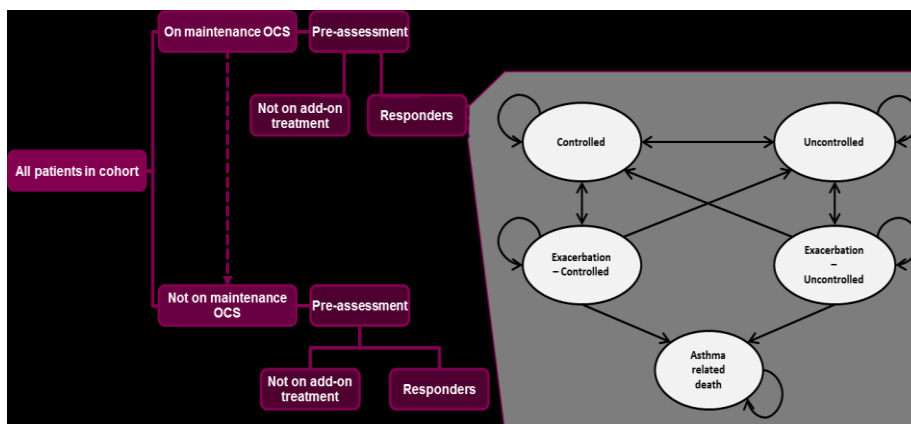 On maintenance OCS
Pre-assessment
Not on add-on
treatment
Responders
All patients in cohort
Not on maintenance
OCS
Pre-assessment
Not on add-on
treatment
Responders
Controlled
Uncontrolled
Exacerbation
– Controlled
Exacerbation
–
Uncontrolled
Asthma
related
death